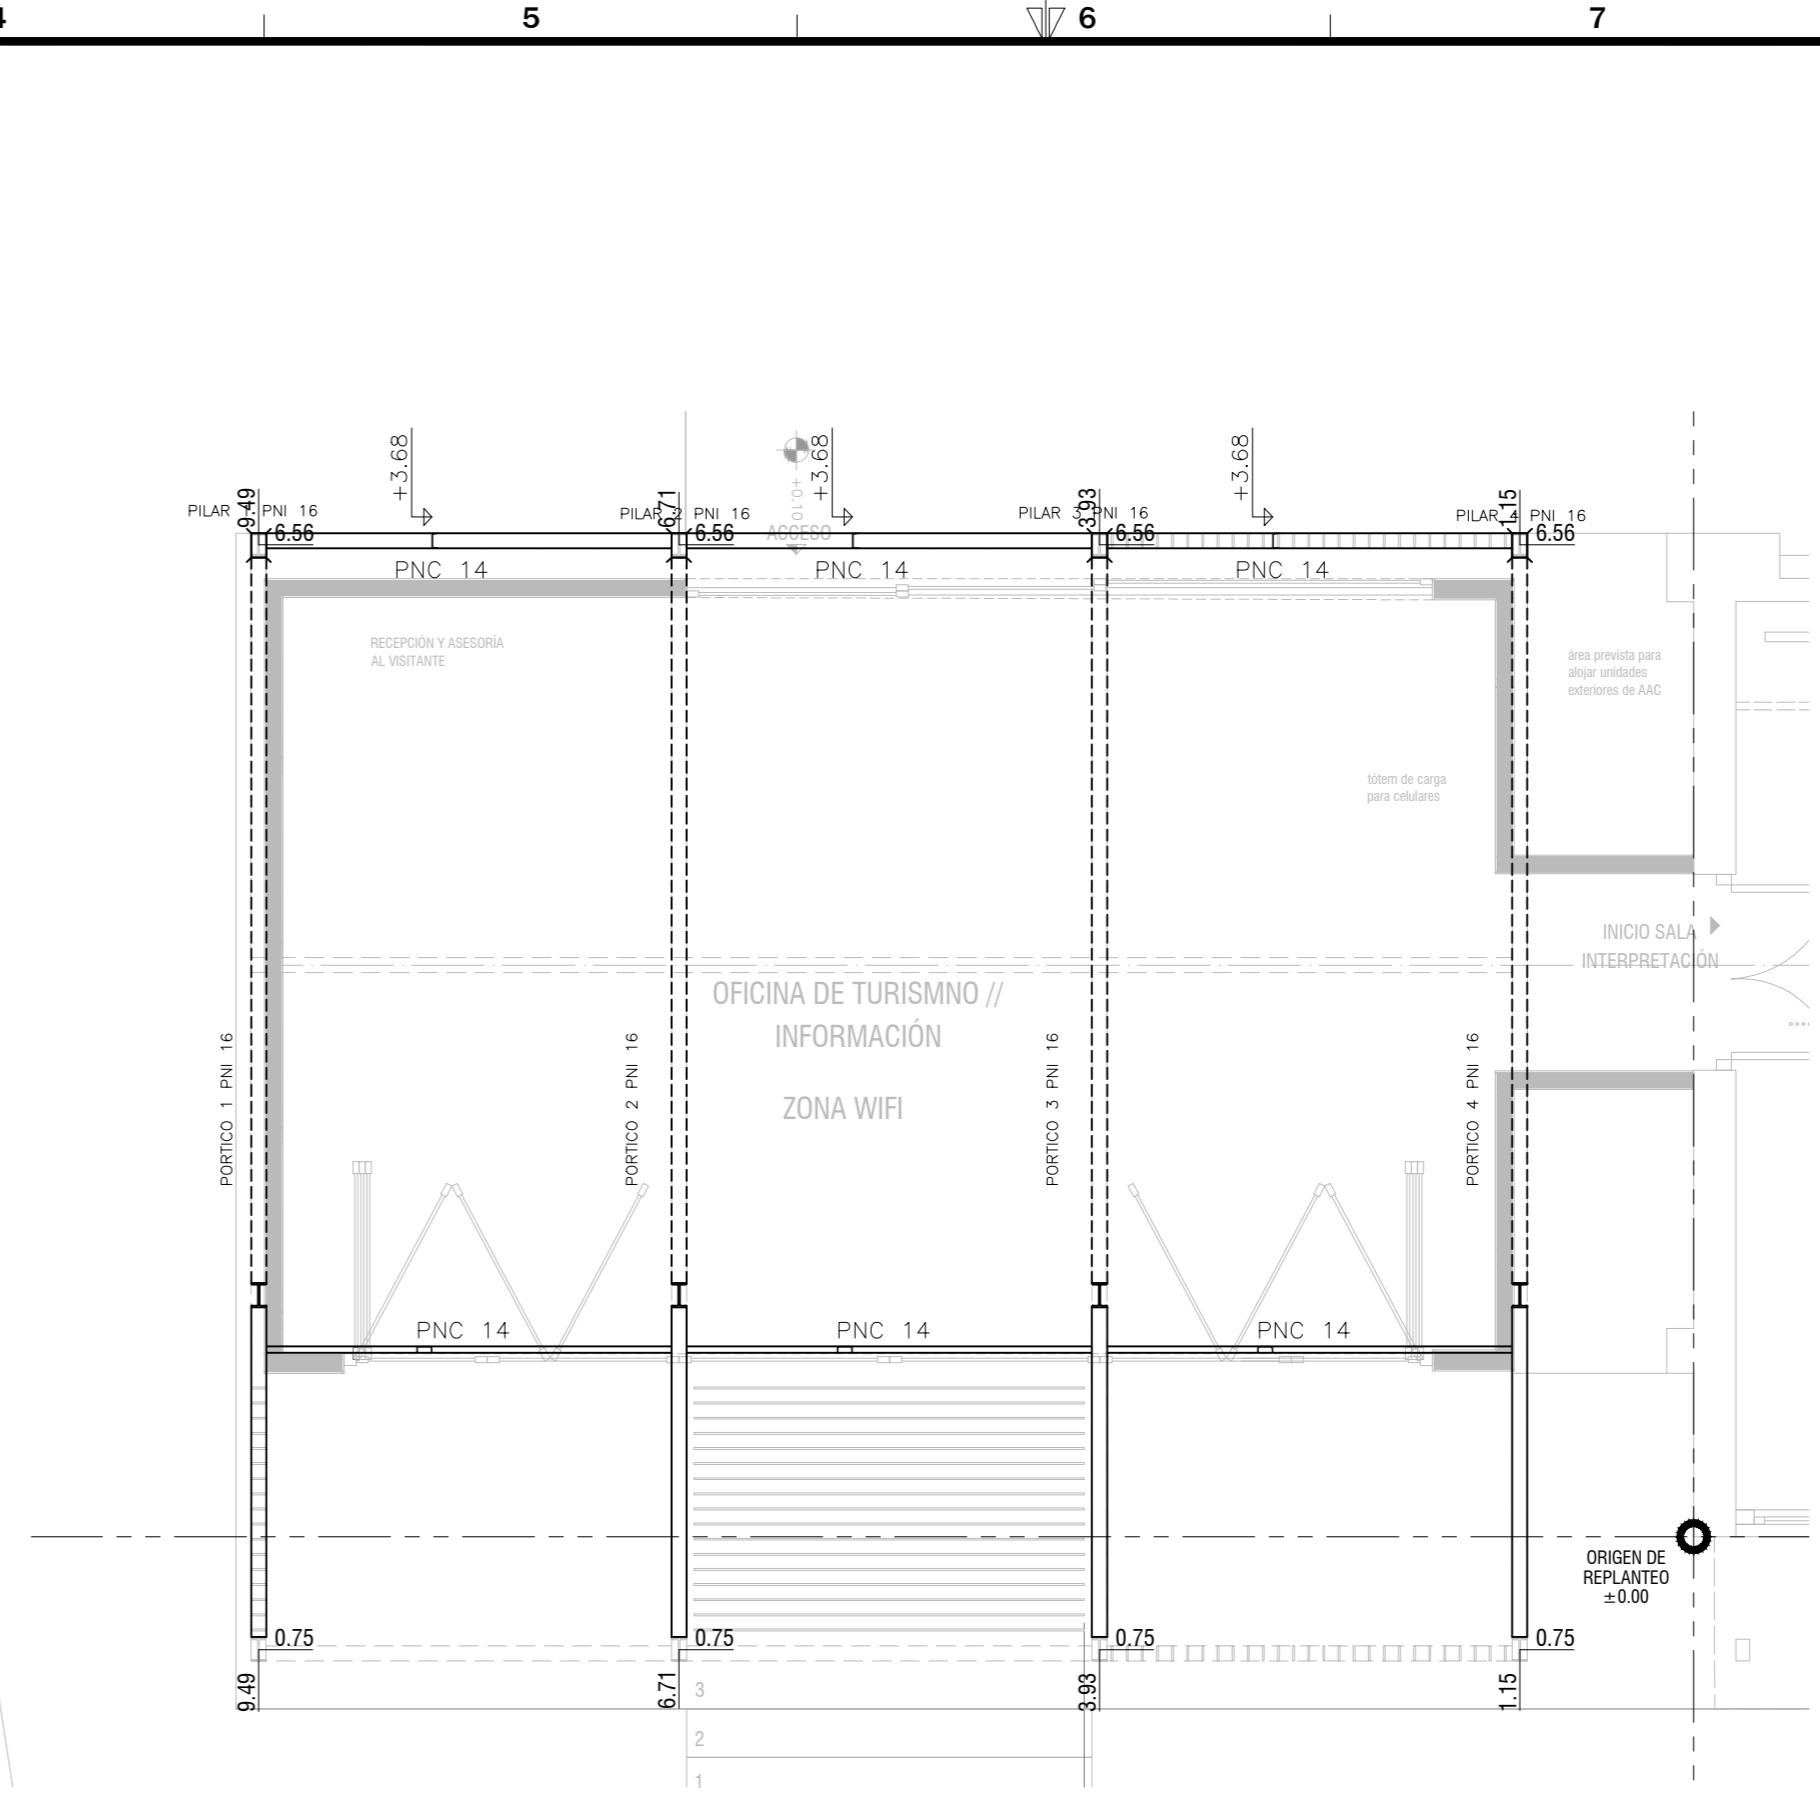 4
5
6
7
+3.68
+3.68
+3.68
+0.10
ACCESO
9.49
6.71
3.93
1.15
PILAR 1 PNI 16
PILAR 2 PNI 16
PILAR 3 PNI 16
PILAR 4 PNI 16
6.56
6.56
6.56
6.56
PNC 14
PNC 14
PNC 14
RECEPCIÓN Y ASESORÍA
AL VISITANTE
área prevista para
alojar unidades
exteriores de AAC
tótem de carga
para celulares
INICIO SALA
INTERPRETACIÓN
OFICINA DE TURISMNO //
INFORMACIÓN
ZONA WIFI
PORTICO 1 PNI 16
PORTICO 2 PNI 16
PORTICO 3 PNI 16
PORTICO 4 PNI 16
PNC 14
PNC 14
PNC 14
ORIGEN DE
REPLANTEO
±0.00
0.75
0.75
0.75
0.75
9.49
6.71
3.93
1.15
3
2
1